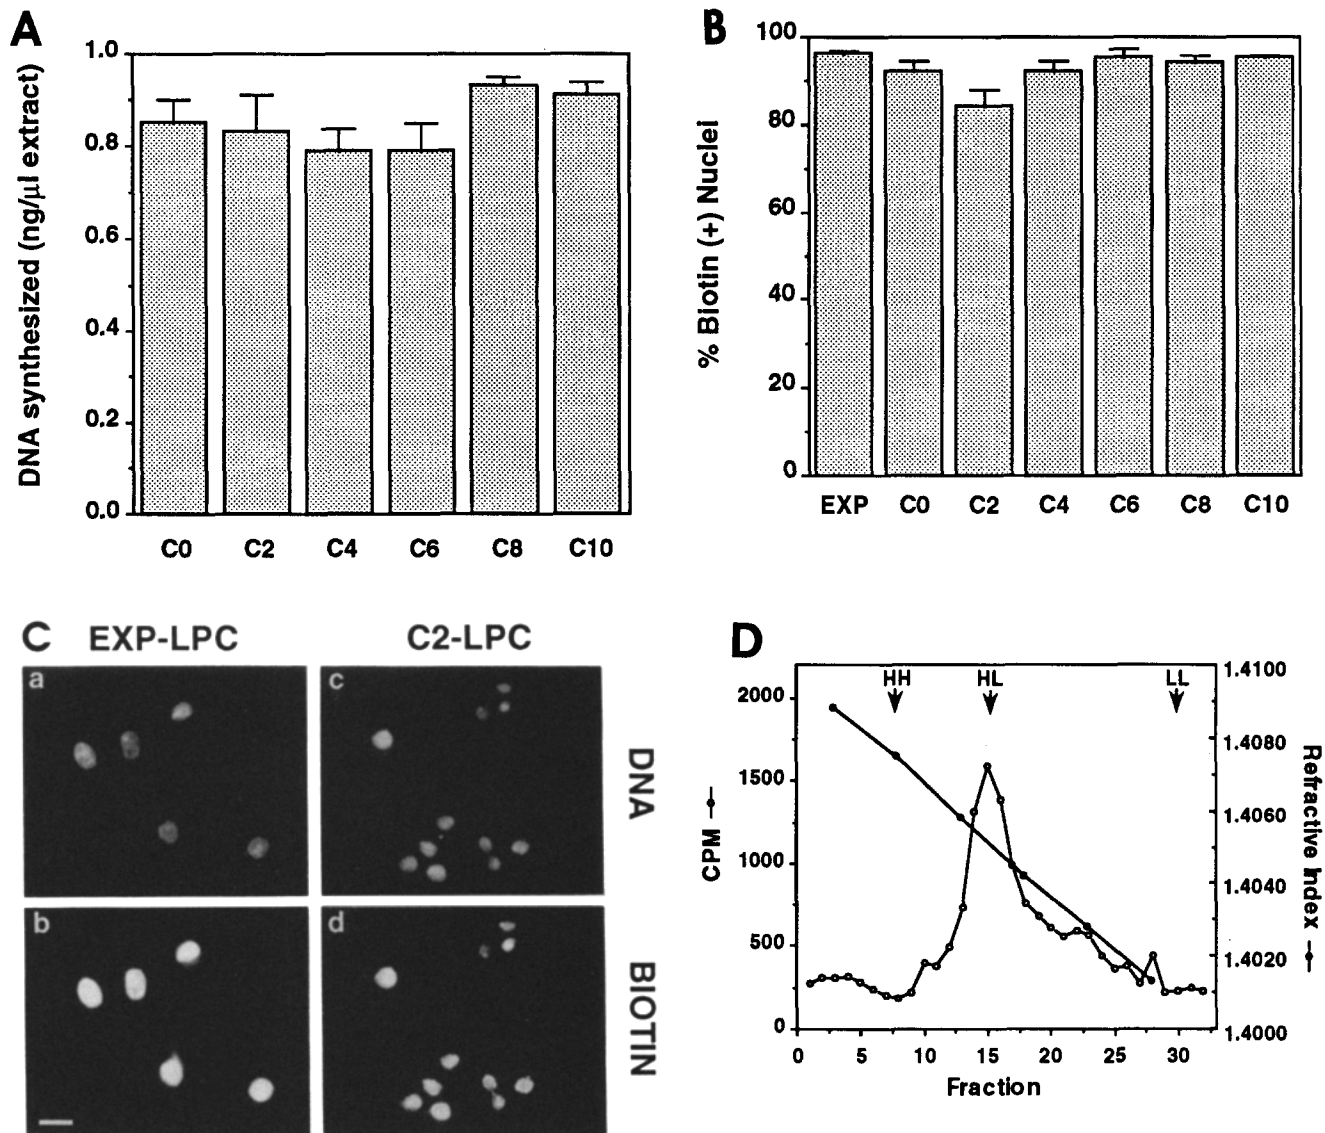 A
DNA synthesized (ng/µl extract)
1.0
0.8
0.6
0.4
0.2
0.0
C0 C2 C4 C6 C8 C10
B
% Biotin (+) Nuclei
100
80
60
40
20
0
EXP C0 C2 C4 C6 C8 C10
C EXP-LPC C2-LPC
a c
DNA
b d
BIOTIN
D
HH HL LL
CPM
2000
1500
1000
500
0
1.4100
1.4080
1.4060
1.4040
1.4020
1.4000
Refractive Index
0 5 10 15 20 25 30
Fraction